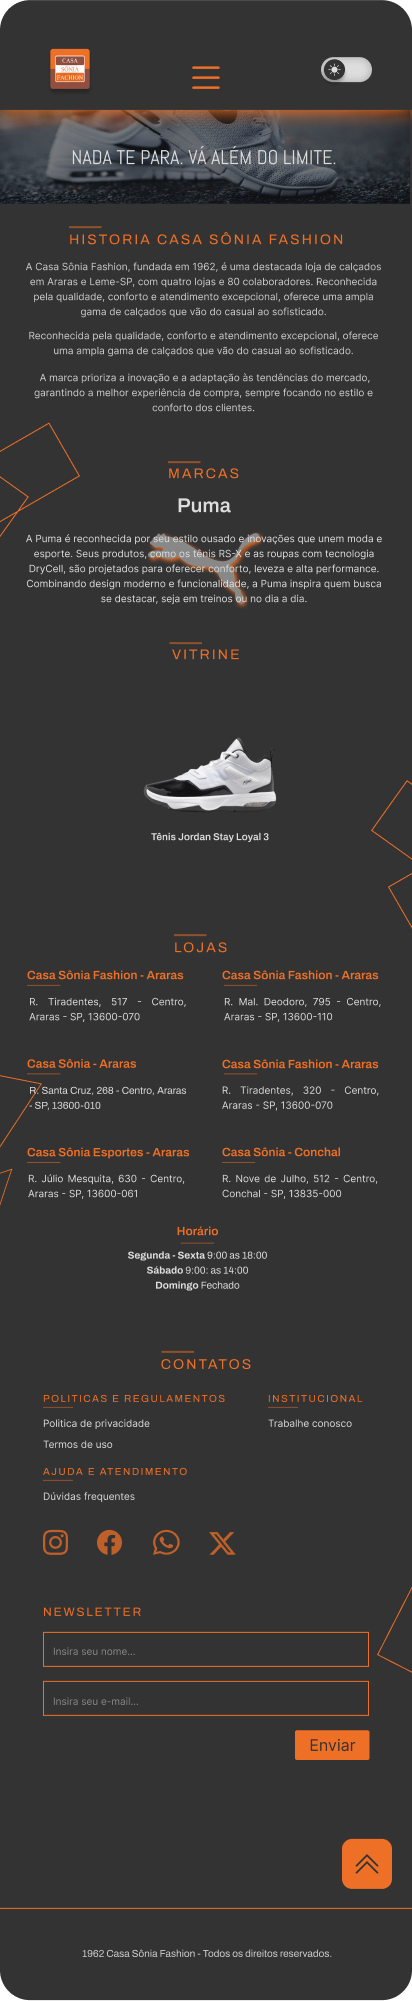 CASA
SÔNIA
FACHION
NADA TE PARA. VÁ ALÉM DO LIMITE.
HISTORIA CASA SÔNIA FASHION
A Casa Sônia Fashion, fundada em 1962, é uma destacada loja de calçados
em Araras e Leme-SP, com quatro lojas e 80 colaboradores. Reconhecida
pela qualidade, conforto e atendimento excepcional, oferece uma ampla
gama de calçados que vão do casual ao sofisticado.
Reconhecida pela qualidade, conforto e atendimento excepcional, oferece
uma ampla gama de calçados que vão do casual ao sofisticado.
A marca prioriza a inovação e a adaptação às tendências do mercado,
garantindo a melhor experiência de compra, sempre focando no estilo e
conforto dos clientes.
MARCAS
Puma
A Puma é reconhecida por seu estilo ousado e inovações que unem moda e
esporte. Seus produtos, como os tênis RS-X e as roupas com tecnologia
DryCell, são projetados para oferecer conforto, leveza e alta performance.
Combinando design moderno e funcionalidade, a Puma inspira quem busca
se destacar, seja em treinos ou no dia a dia.
VITRINE
Tênis Jordan Stay Loyal 3
LOJAS
Casa Sônia Fashion - Araras
R. Tiradentes, 517 - Centro,
Araras - SP, 13600-070
Casa Sônia Fashion - Araras
R. Mal. Deodoro, 795 - Centro,
Araras - SP, 13600-110
Casa Sônia - Araras
R. Santa Cruz, 268 - Centro, Araras
- SP, 13600-010
Casa Sônia Fashion - Araras
R. Tiradentes, 320 - Centro,
Araras - SP, 13600-070
Casa Sônia Esportes - Araras
R. Júlio Mesquita, 630 - Centro,
Araras - SP, 13600-061
Casa Sônia - Conchal
R. Nove de Julho, 512 - Centro,
Conchal - SP, 13835-000
Horário
Segunda - Sexta 9:00 as 18:00
Sábado 9:00: as 14:00
Domingo Fechado
CONTATOS
POLITICAS E REGULAMENTOS
Politica de privacidade
Termos de uso
INSTITUCIONAL
Trabalhe conosco
AJUDA E ATENDIMENTO
Dúvidas frequentes
NEWSLETTER
Insira seu nome...
Insira seu e-mail...
Enviar
1962 Casa Sônia Fashion - Todos os direitos reservados.